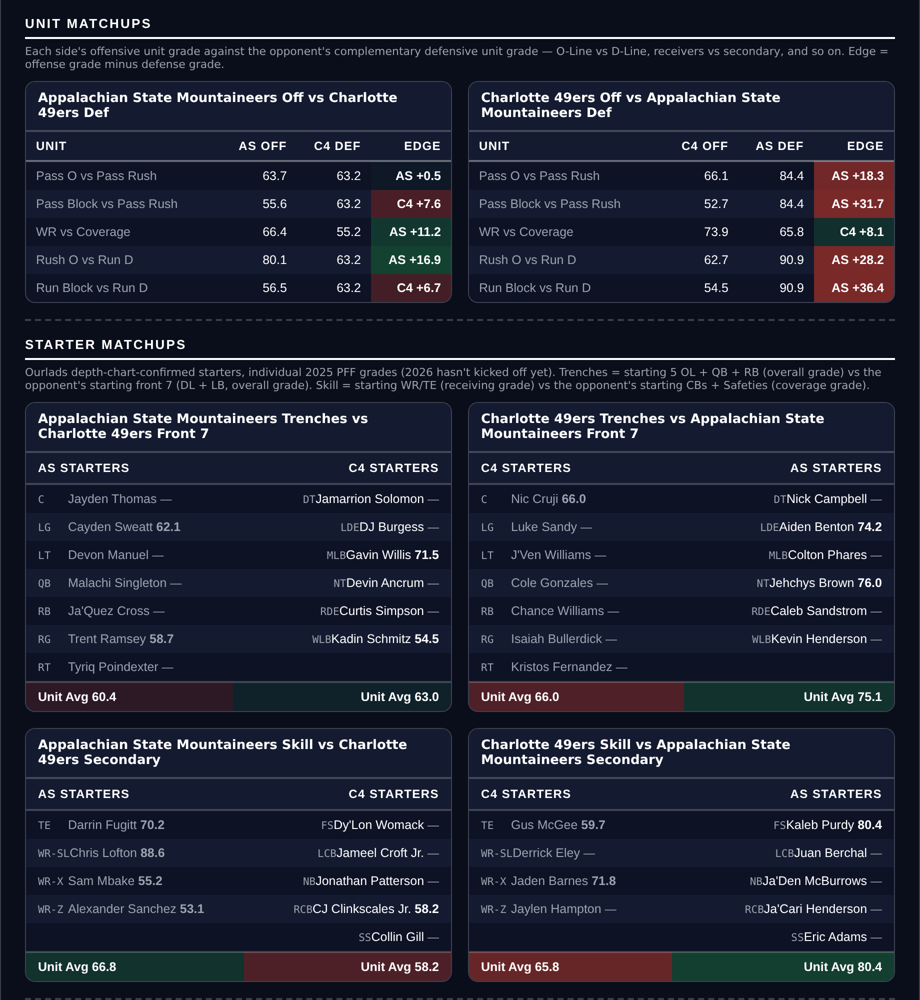 UNIT MATCHUPS
Each side's offensive unit grade against the opponent's complementary defensive unit grade — O-Line vs D-Line, receivers vs secondary, and so on. Edge =
offense grade minus defense grade.
Appalachian State Mountaineers Off vs Charlotte
49ers Def
UNIT AS OFF C4 DEF EDGE
Pass O vs Pass Rush 63.7 63.2 AS +0.5
Pass Block vs Pass Rush 55.6 63.2 C4 +7.6
WR vs Coverage 66.4 55.2 AS +11.2
Rush O vs Run D 80.1 63.2 AS +16.9
Run Block vs Run D 56.5 63.2 C4 +6.7
Charlotte 49ers Off vs Appalachian State
Mountaineers Def
UNIT C4 OFF AS DEF EDGE
Pass O vs Pass Rush 66.1 84.4 AS +18.3
Pass Block vs Pass Rush 52.7 84.4 AS +31.7
WR vs Coverage 73.9 65.8 C4 +8.1
Rush O vs Run D 62.7 90.9 AS +28.2
Run Block vs Run D 54.5 90.9 AS +36.4
STARTER MATCHUPS
Ourlads depth-chart-confirmed starters, individual 2025 PFF grades (2026 hasn't kicked off yet). Trenches = starting 5 OL + QB + RB (overall grade) vs the
opponent's starting front 7 (DL + LB, overall grade). Skill = starting WR/TE (receiving grade) vs the opponent's starting CBs + Safeties (coverage grade).
Appalachian State Mountaineers Trenches vs
Charlotte 49ers Front 7
AS STARTERS C4 STARTERS
C Jayden Thomas — DTJamarrion Solomon —
LG Cayden Sweatt 62.1 LDEDJ Burgess —
LT Devon Manuel — MLBGavin Willis 71.5
QB Malachi Singleton — NTDevin Ancrum —
RB Ja'Quez Cross — RDECurtis Simpson —
RG Trent Ramsey 58.7 WLBKadin Schmitz 54.5
RT Tyriq Poindexter —
Unit Avg 60.4 Unit Avg 63.0
Charlotte 49ers Trenches vs Appalachian State
Mountaineers Front 7
C4 STARTERS AS STARTERS
C Nic Cruji 66.0 DTNick Campbell —
LG Luke Sandy — LDEAiden Benton 74.2
LT J'Ven Williams — MLBColton Phares —
QB Cole Gonzales — NTJehchys Brown 76.0
RB Chance Williams — RDECaleb Sandstrom —
RG Isaiah Bullerdick — WLBKevin Henderson —
RT Kristos Fernandez —
Unit Avg 66.0 Unit Avg 75.1
Appalachian State Mountaineers Skill vs Charlotte
49ers Secondary
AS STARTERS C4 STARTERS
TE Darrin Fugitt 70.2 FSDy'Lon Womack —
WR-SLChris Lofton 88.6 LCBJameel Croft Jr. —
WR-X Sam Mbake 55.2 NBJonathan Patterson —
WR-Z Alexander Sanchez 53.1 RCBCJ Clinkscales Jr. 58.2
SSCollin Gill —
Unit Avg 66.8 Unit Avg 58.2
Charlotte 49ers Skill vs Appalachian State
Mountaineers Secondary
C4 STARTERS AS STARTERS
TE Gus McGee 59.7 FSKaleb Purdy 80.4
WR-SLDerrick Eley — LCBJuan Berchal —
WR-X Jaden Barnes 71.8 NBJa'Den McBurrows —
WR-Z Jaylen Hampton — RCBJa'Cari Henderson —
SSEric Adams —
Unit Avg 65.8 Unit Avg 80.4